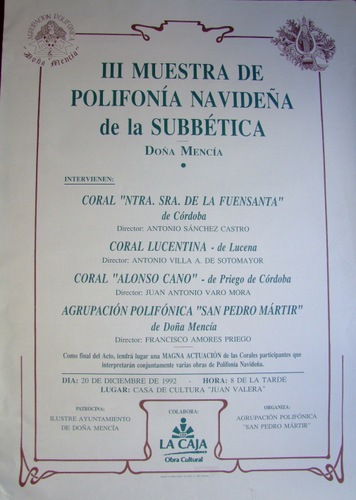 AGRUPACIÓN POLIFÓNICA
Doña Mencía
III MUESTRA DE
POLIFONÍA NAVIDEÑA
de la SUBBÉTICA
DOÑA MENCÍA
INTERVIENEN:
CORAL "NTRA. SRA. DE LA FUENSANTA"
de Córdoba
Director: ANTONIO SÁNCHEZ CASTRO
CORAL LUCENTINA - de Lucena
Director: ANTONIO VILLA A. DE SOTOMAYOR
CORAL "ALONSO CANO" - de Priego de Córdoba
Director: JUAN ANTONIO VARO MORA
AGRUPACIÓN POLIFÓNICA "SAN PEDRO MÁRTIR"
de Doña Mencía
Director: FRANCISCO AMORES PRIEGO
Como final del Acto, tendrá lugar una MAGNA ACTUACIÓN de las Corales participantes que
interpretarán conjuntamente varias obras de Polifonía Navideña.
DIA: 20 DE DICIEMBRE DE 1992 - HORA: 8 DE LA TARDE
LUGAR: CASA DE CULTURA "JUAN VALERA"
PATROCINA:
ILUSTRE AYUNTAMIENTO
DE DOÑA MENCÍA
COLABORA:
LA CAJA
Obra Cultural
ORGANIZA:
AGRUPACIÓN POLIFÓNICA
"SAN PEDRO MÁRTIR"